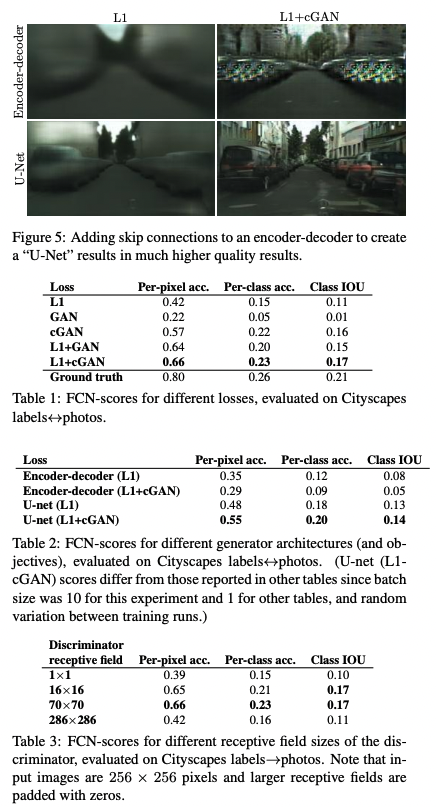 L1 L1+cGAN
Encoder-decoder
U-Net
Figure 5: Adding skip connections to an encoder-decoder to create
a “U-Net” results in much higher quality results.
Loss Per-pixel acc. Per-class acc. Class IOU
L1 0.42 0.15 0.11
GAN 0.22 0.05 0.01
cGAN 0.57 0.22 0.16
L1+GAN 0.64 0.20 0.15
L1+cGAN 0.66 0.23 0.17
Ground truth 0.80 0.26 0.21
Table 1: FCN-scores for different losses, evaluated on Cityscapes
labels↔photos.
Loss Per-pixel acc. Per-class acc. Class IOU
Encoder-decoder (L1) 0.35 0.12 0.08
Encoder-decoder (L1+cGAN) 0.29 0.09 0.05
U-net (L1) 0.48 0.18 0.13
U-net (L1+cGAN) 0.55 0.20 0.14
Table 2: FCN-scores for different generator architectures (and ob-
jectives), evaluated on Cityscapes labels↔photos. (U-net (L1-
cGAN) scores differ from those reported in other tables since batch
size was 10 for this experiment and 1 for other tables, and random
variation between training runs.)
Discriminator
receptive field Per-pixel acc. Per-class acc. Class IOU
1×1 0.39 0.15 0.10
16×16 0.65 0.21 0.17
70×70 0.66 0.23 0.17
286×286 0.42 0.16 0.11
Table 3: FCN-scores for different receptive field sizes of the dis-
criminator, evaluated on Cityscapes labels→photos. Note that in-
put images are 256 × 256 pixels and larger receptive fields are
padded with zeros.